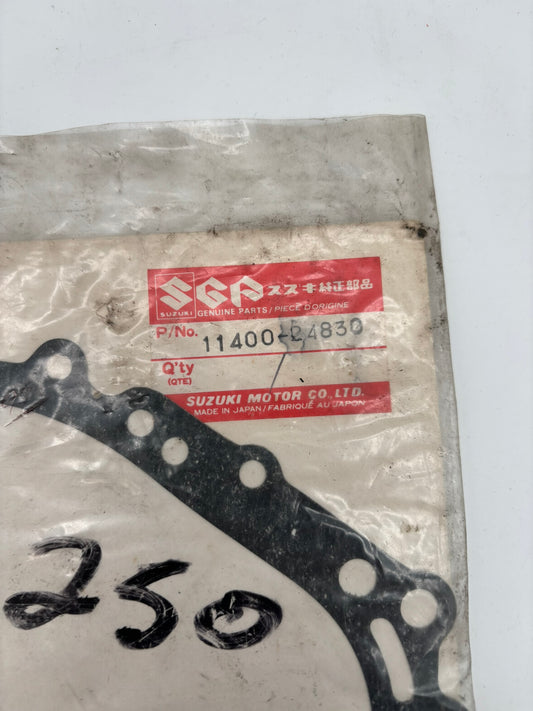 SUZUKI SGP スズキ純正部品
GENUINE PARTS / PIECE D'ORIGINE
P/No. 11400-24830
Q'ty
(QTE)
SUZUKI MOTOR CO., LTD.
MADE IN JAPAN / FABRIQUÉ AU JAPON
250